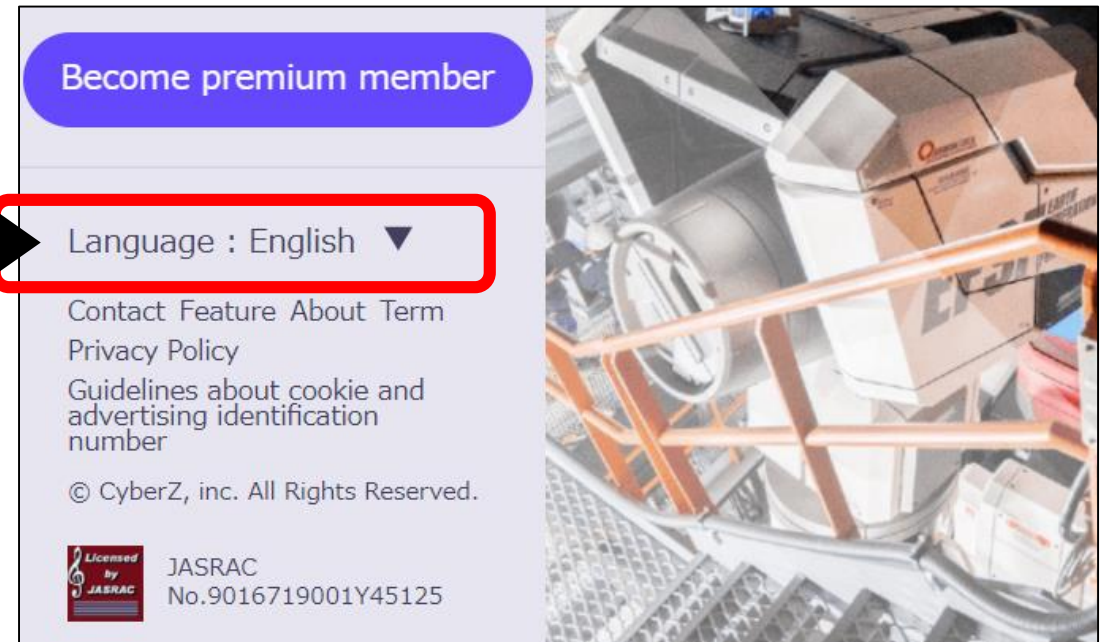 Become premium member
Language : English ▼
Contact Feature About Term
Privacy Policy
Guidelines about cookie and
advertising identification
number
© CyberZ, inc. All Rights Reserved.
Licensed
by
JASRAC
JASRAC
No.9016719001Y45125